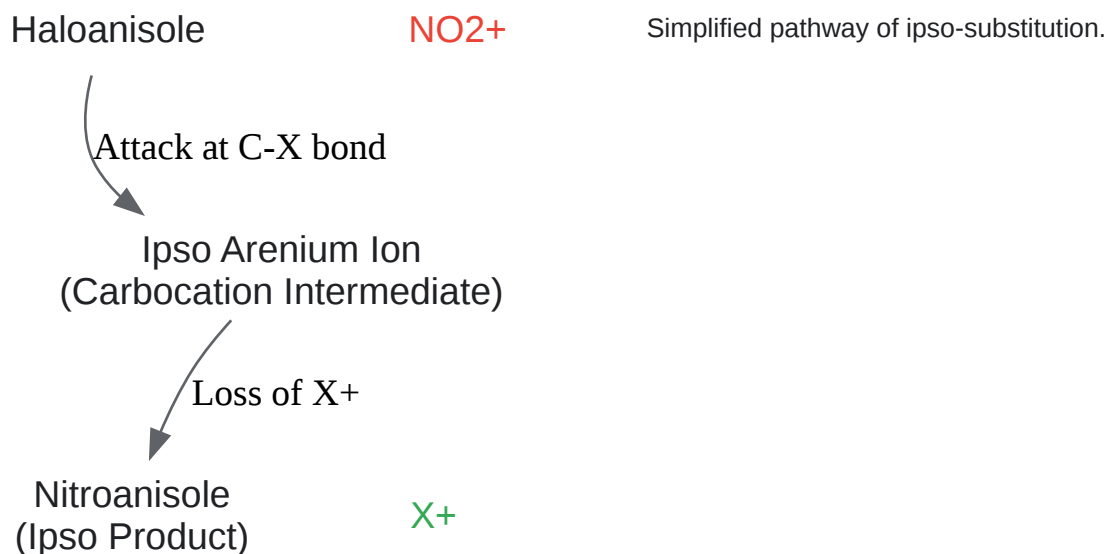 Haloanisole
NO2+
Simplified pathway of ipso-substitution.
Attack at C-X bond
Ipso Arenium Ion
(Carbocation Intermediate)
Loss of X+
Nitroanisole
(Ipso Product)
X+